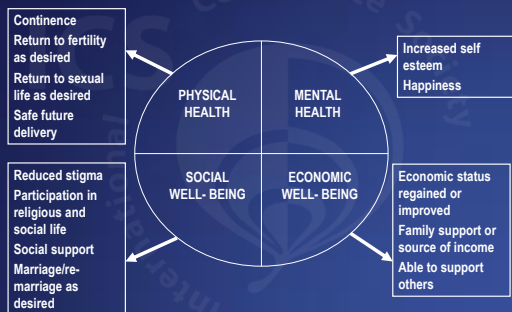 Continence
Return to fertility
as desired
Return to sexual
life as desired
Safe future
delivery
PHYSICAL
HEALTH
MENTAL
HEALTH
Increased self
esteem
Happiness
Reduced stigma
Participation in
religious and
social life
Social support
Marriage/re-
marriage as
desired
SOCIAL
WELL- BEING
ECONOMIC
WELL- BEING
Economic status
regained or
improved
Family support or
source of income
Able to support
others
ICS
Society